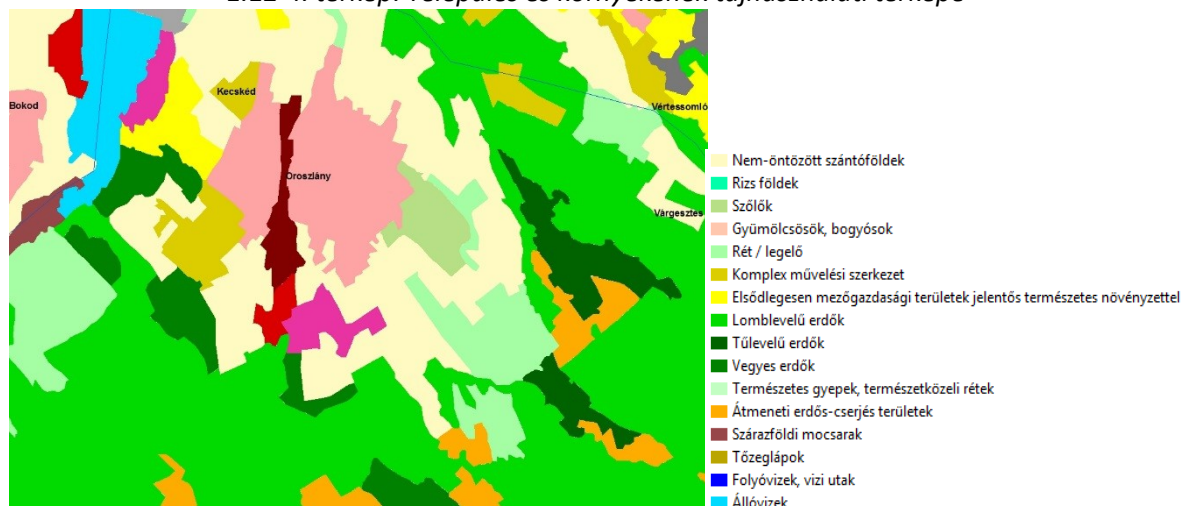 Bokod
Kecskéd
Vértessomló
Oroszlány
Várgesztes
Nem-öntözött szántóföldek
Rizs földek
Szőlők
Gyümölcsösök, bogyósok
Rét / legelő
Komplex művelési szerkezet
Elsődlegesen mezőgazdasági területek jelentős természetes növényzettel
Lomblevelű erdők
Tűlevelű erdők
Vegyes erdők
Természetes gyepek, természetközeli rétek
Átmeneti erdős-cserjés területek
Szárazföldi mocsarak
Tőzeglápok
Folyóvizek, vizi utak
Állóvizek